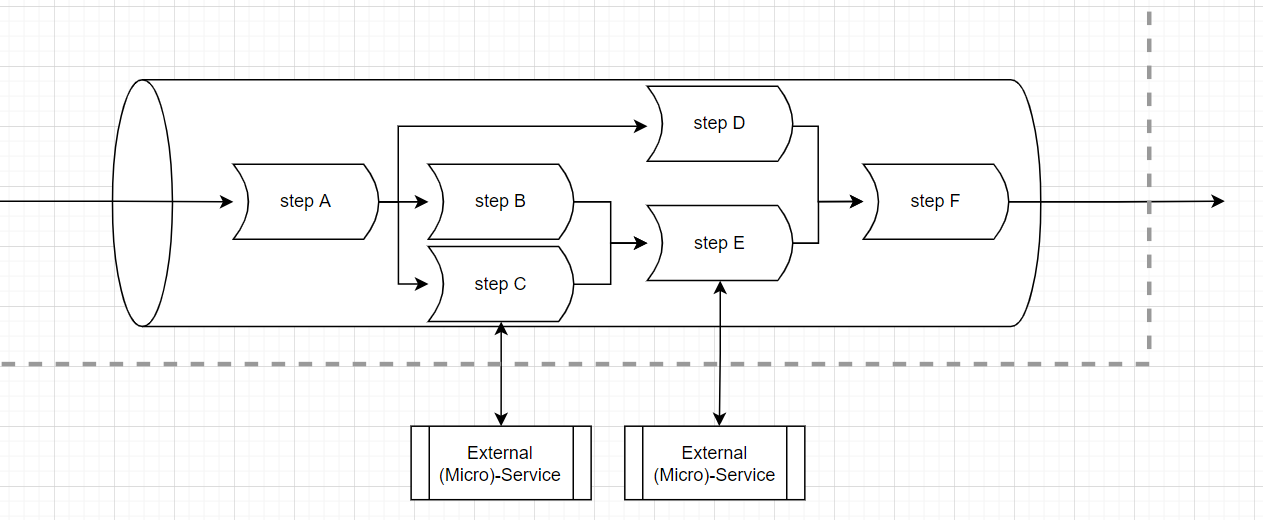 step D
step A
step B
step F
step E
step C
External
(Micro)-Service
External
(Micro)-Service